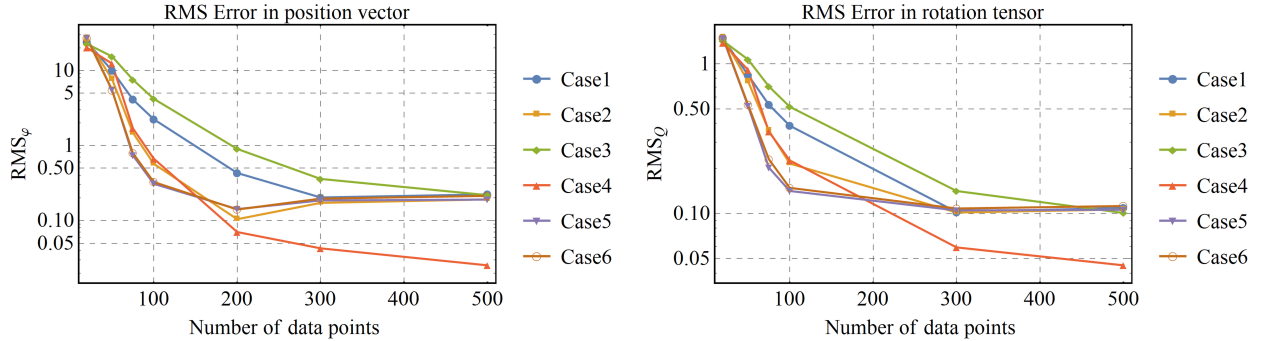 RMS Error in position vector
10
5
1
0.50
0.10
0.05
RMSφ
100
200
300
400
500
Number of data points
Case1
Case2
Case3
Case4
Case5
Case6
RMS Error in rotation tensor
1
0.50
0.10
0.05
RMSQ
100
200
300
400
500
Number of data points
Case1
Case2
Case3
Case4
Case5
Case6